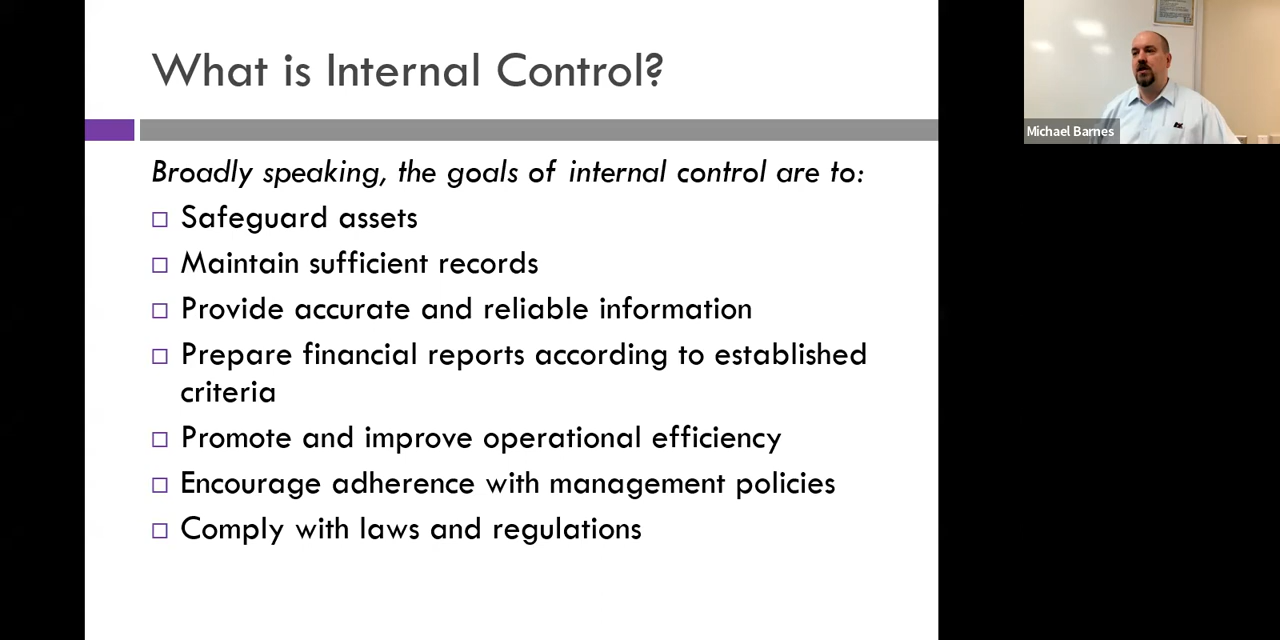 What is Internal Control?
Broadly speaking, the goals of internal control are to:
Safeguard assets
Maintain sufficient records
Provide accurate and reliable information
Prepare financial reports according to established
criteria
Promote and improve operational efficiency
Encourage adherence with management policies
Comply with laws and regulations
Michael Barnes